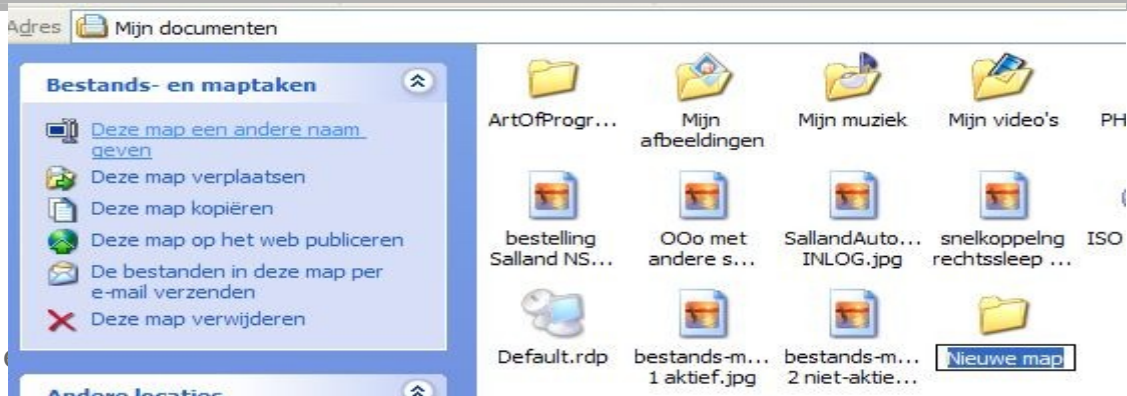 Adres Mijn documenten
Bestands- en maptaken
Deze map een andere naam
geven
Deze map verplaatsen
Deze map kopiëren
Deze map op het web publiceren
De bestanden in deze map per
e-mail verzenden
Deze map verwijderen
Andere locaties
ArtOfProgr...
Mijn
afbeeldingen
Mijn muziek
Mijn video's
PH
bestelling
Salland NS...
OOo met
andere s...
SallandAuto...
INLOG.jpg
snelkoppelng
rechtssleep ...
ISO
Default.rdp
bestands-m...
1 aktief.jpg
bestands-m...
2 niet-aktie...
Nieuwe map